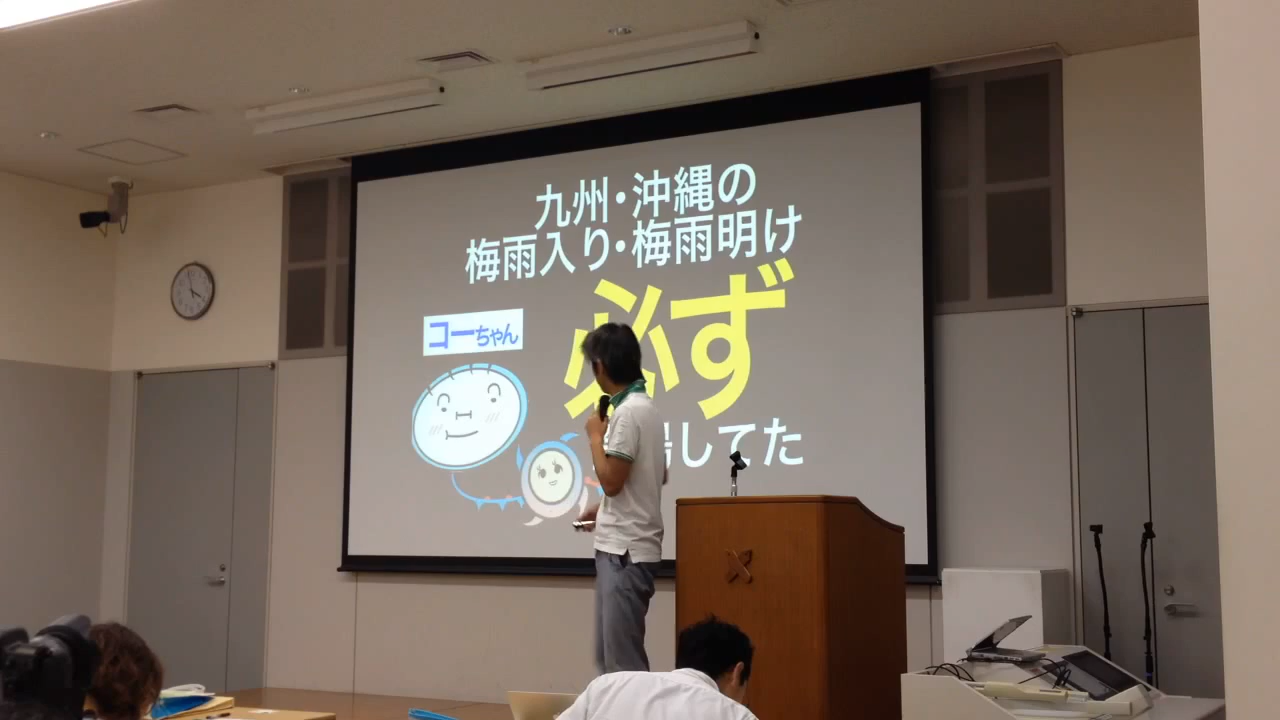 九州・沖縄の
梅雨入り・梅雨明け
必ず
してた
コーちゃん